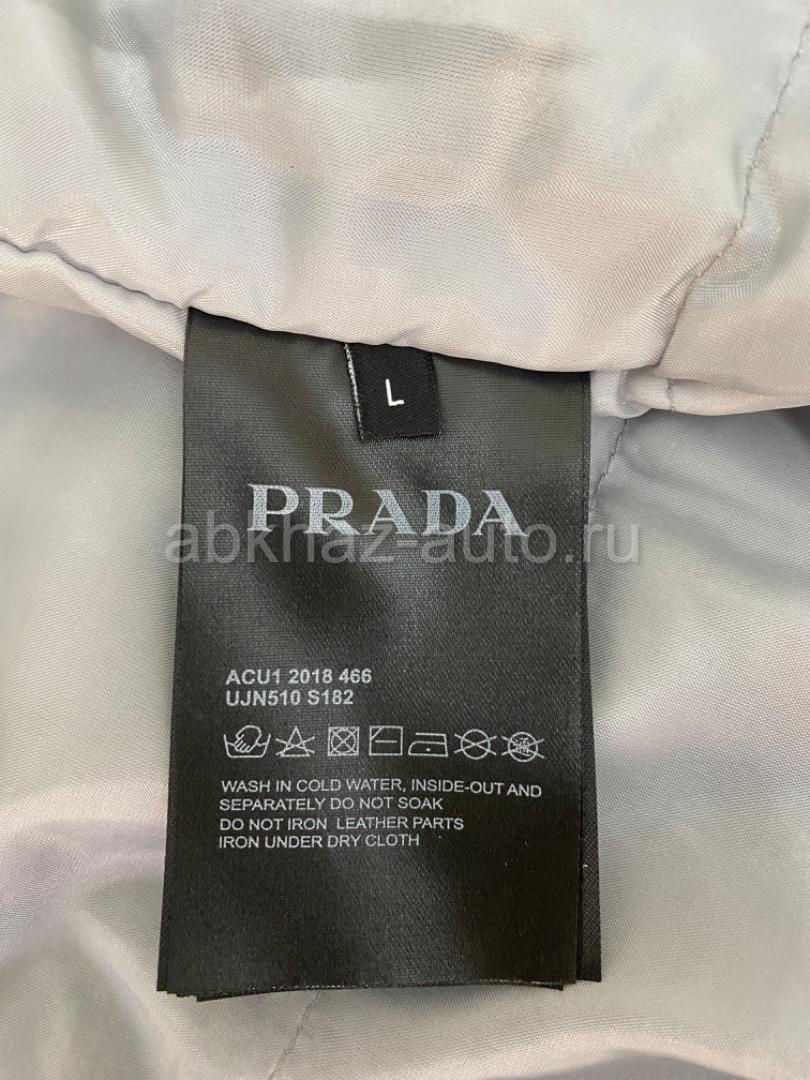 L
PRADA
abkhaz-auto.ru
ACU1 2018 466
UJN510 S182
WASH IN COLD WATER, INSIDE-OUT AND
SEPARATELY DO NOT SOAK
DO NOT IRON LEATHER PARTS
IRON UNDER DRY CLOTH